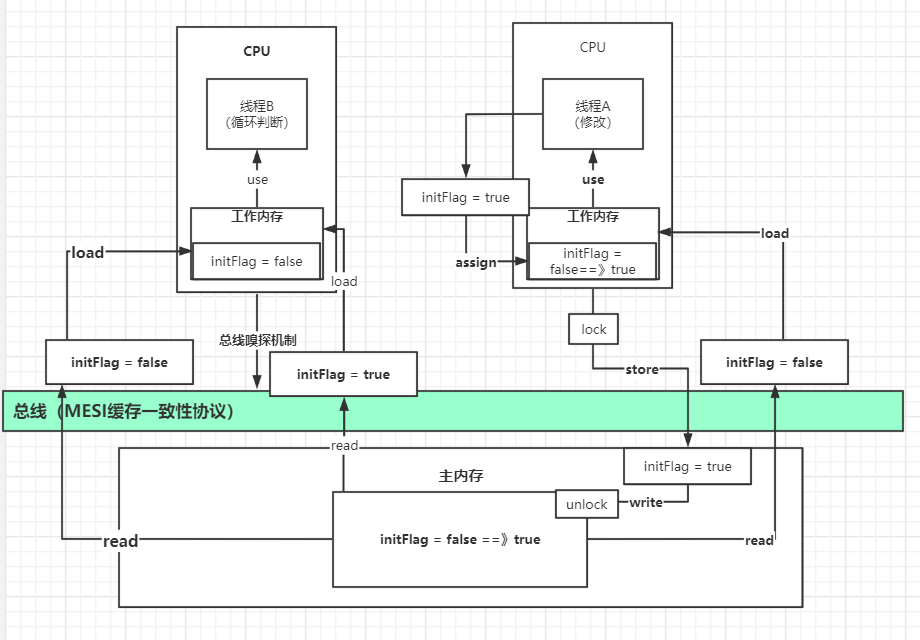 CPU
CPU
线程B
（循环判断）
线程A
（修改）
use
use
initFlag = true
工作内存
工作内存
load
initFlag = false
load
assign
initFlag =
false==》true
load
lock
总线嗅探机制
initFlag = false
initFlag = true
store
initFlag = false
总线（MESI缓存一致性协议）
read
主内存
initFlag = true
unlock
write
read
initFlag = false ==》true
read